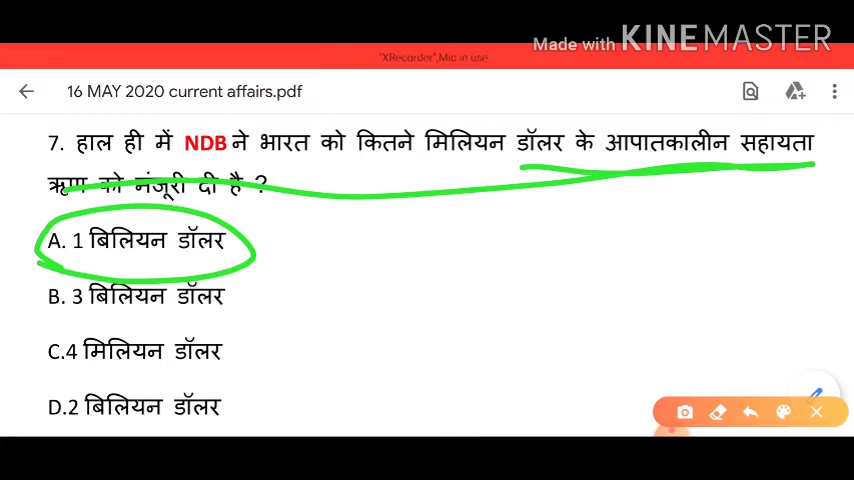 Made with KINEMASTER
"XRecorder",Mic in use
16 MAY 2020 current affairs.pdf
7. हाल ही में NDB ने भारत को कितने मिलियन डॉलर के आपातकालीन सहायता
ऋण को मंजूरी दी है ?
A. 1 बिलियन डॉलर
B. 3 बिलियन डॉलर
C.4 मिलियन डॉलर
D.2 बिलियन डॉलर